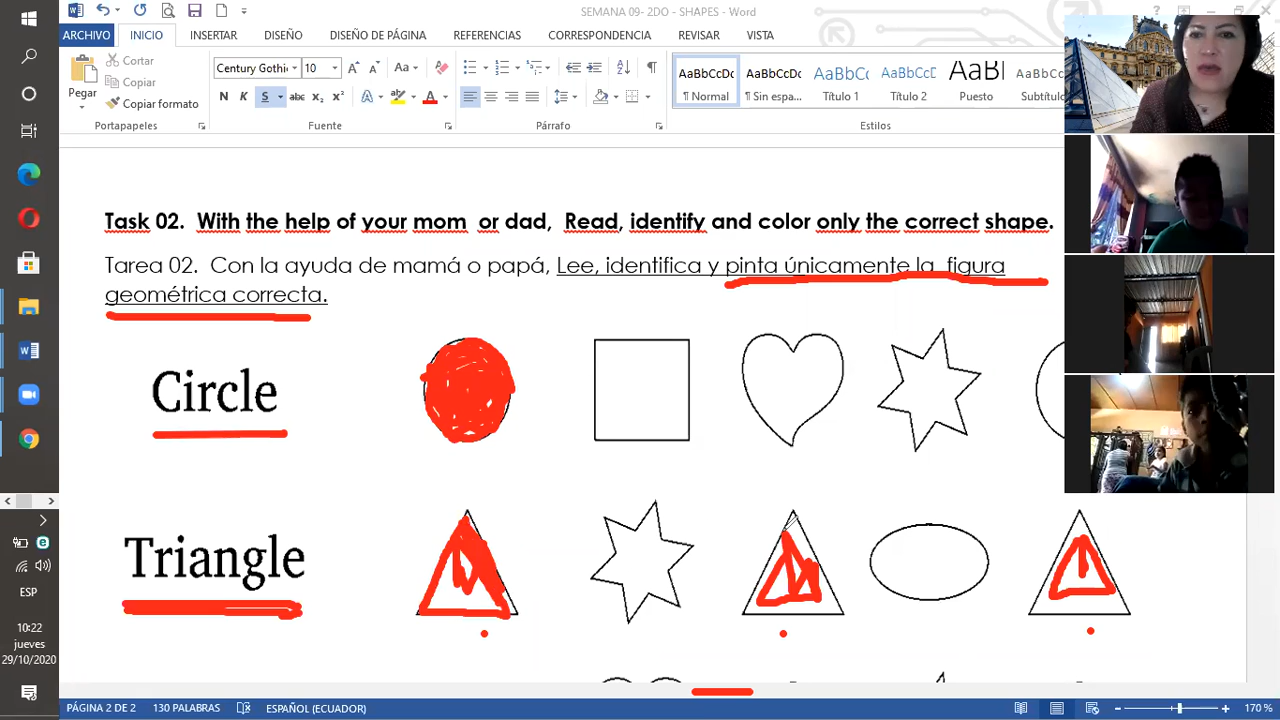 SEMANA 09- 2DO - SHAPES - Word
ARCHIVO INICIO INSERTAR DISEÑO DISEÑO DE PÁGINA REFERENCIAS CORRESPONDENCIA REVISAR VISTA
Pegar
Cortar
Copiar
Copiar formato
Portapapeles
Century Gothi 10
Fuente
Párrafo
AaBbCcDc AaBbCcDc AaBbCc AaBbCcD AaBl AaBbCcD
¶ Normal ¶ Sin espa... Título 1 Título 2 Puesto Subtítulo
Estilos
Task 02. With the help of your mom or dad, Read, identify and color only the correct shape.
Tarea 02. Con la ayuda de mamá o papá, Lee, identifica y pinta únicamente la figura
geométrica correcta.
Circle
Triangle
ESP
10:22
jueves
29/10/2020
PÁGINA 2 DE 2 130 PALABRAS ESPAÑOL (ECUADOR) 170 %